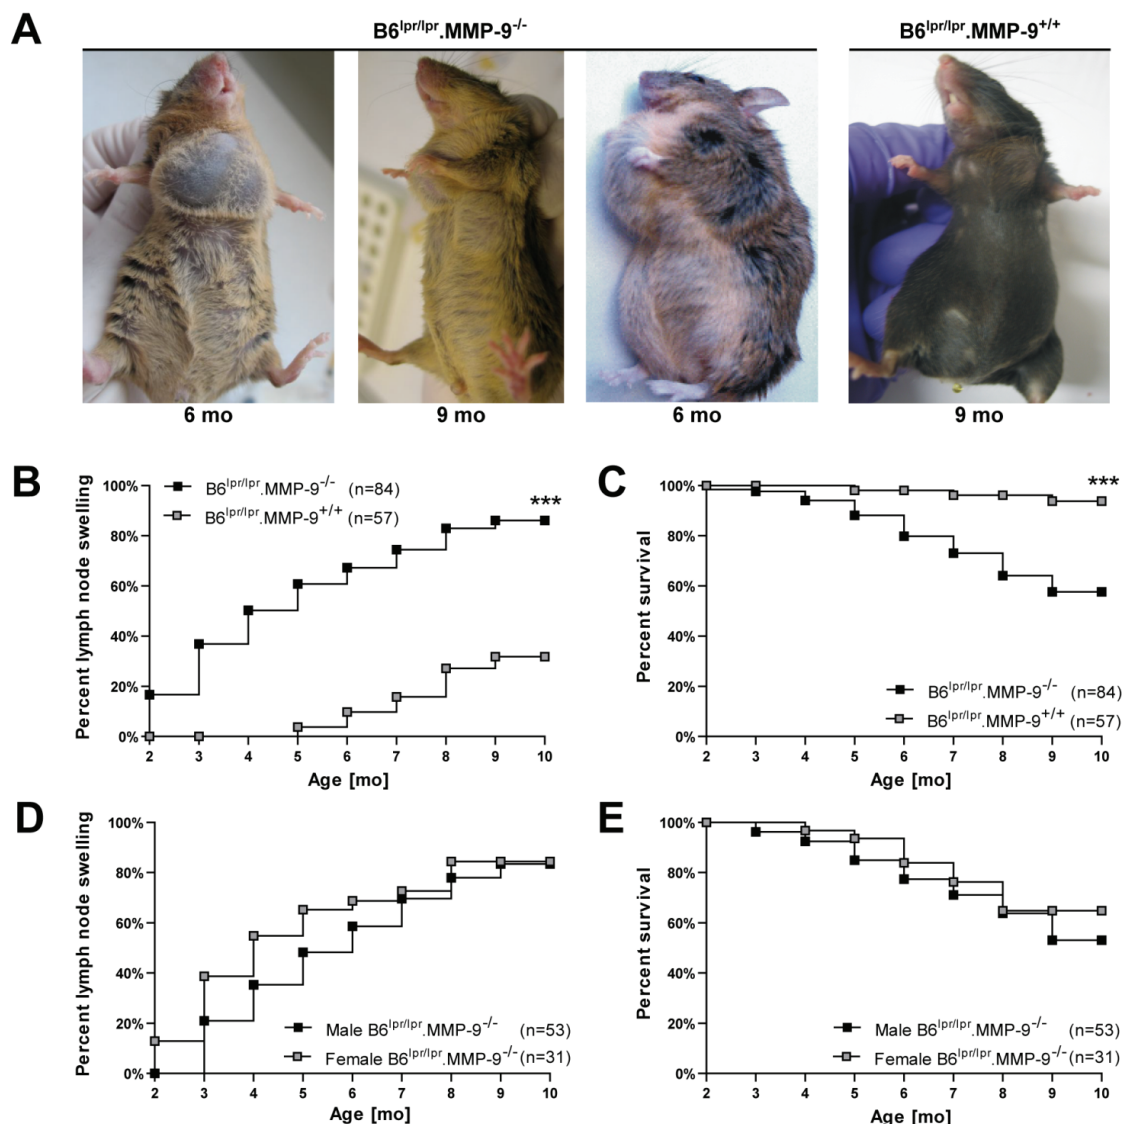 A
B6lpr/lpr.MMP-9-/-
B6lpr/lpr.MMP-9+/+
6 mo
9 mo
6 mo
9 mo
B
Percent lymph node swelling
100%
80%
60%
40%
20%
0%
B6lpr/lpr.MMP-9-/- (n=84)
B6lpr/lpr.MMP-9+/+ (n=57)
***
2 3 4 5 6 7 8 9 10
Age [mo]
C
Percent survival
100%
80%
60%
40%
20%
0%
***
B6lpr/lpr.MMP-9-/- (n=84)
B6lpr/lpr.MMP-9+/+ (n=57)
2 3 4 5 6 7 8 9 10
Age [mo]
D
Percent lymph node swelling
100%
80%
60%
40%
20%
0%
Male B6lpr/lpr.MMP-9-/- (n=53)
Female B6lpr/lpr.MMP-9-/- (n=31)
2 3 4 5 6 7 8 9 10
Age [mo]
E
Percent survival
100%
80%
60%
40%
20%
0%
Male B6lpr/lpr.MMP-9-/- (n=53)
Female B6lpr/lpr.MMP-9-/- (n=31)
2 3 4 5 6 7 8 9 10
Age [mo]